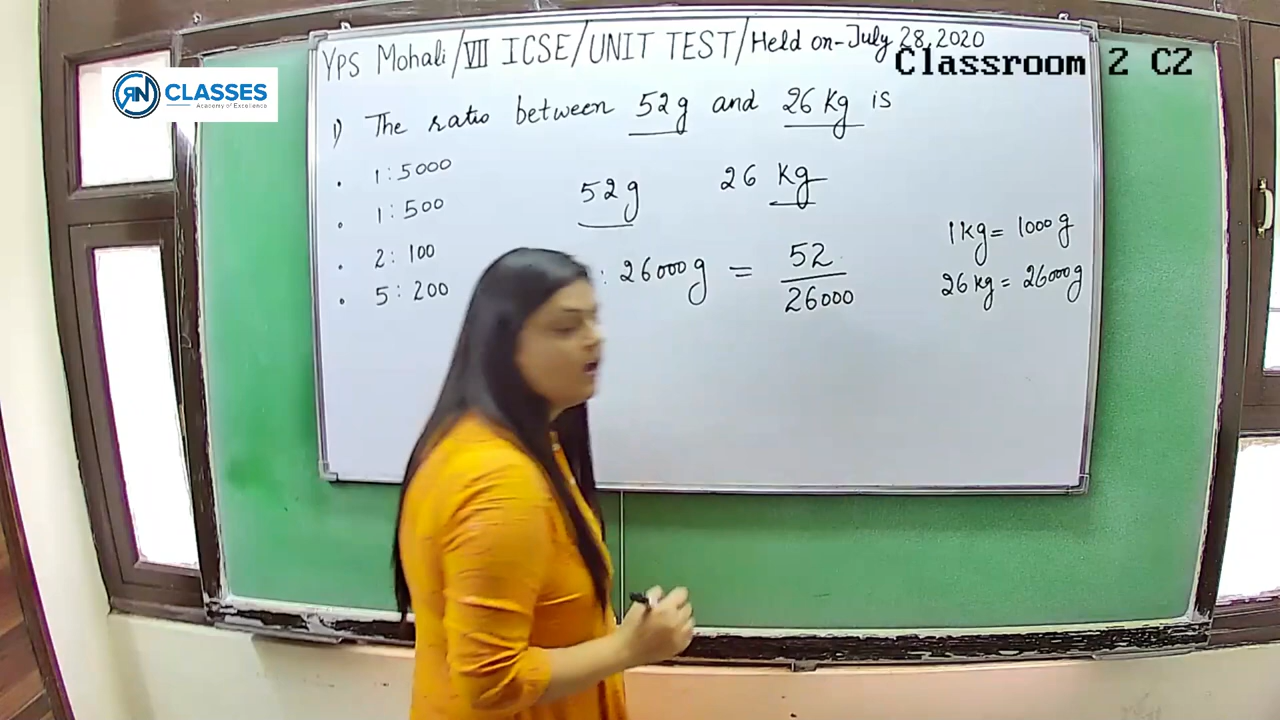 YPS Mohali/VII ICSE/UNIT TEST/Held on-July 28, 2020
Classroom 2 C2
RN CLASSES
Academy of Excellence
1) The ratio between 52g and 26 Kg is
. 1:5000
. 1:500
. 2:100
. 5:200
52g 26 Kg
: 26000g = 52/26000
1Kg = 1000g
26Kg = 26000g